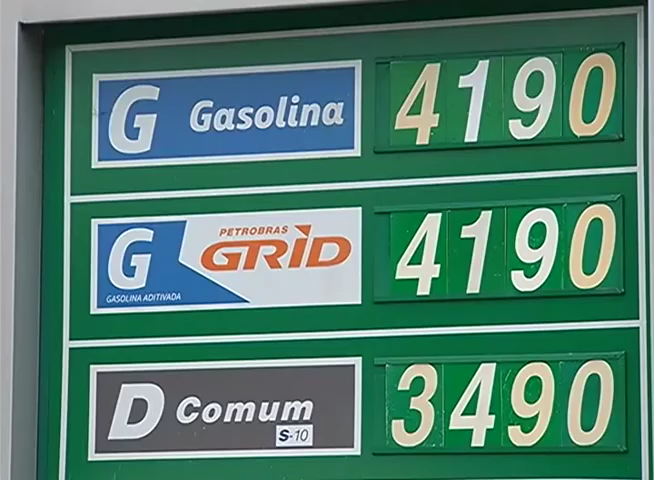 G Gasolina 4190
G PETROBRAS GRID 4190
GASOLINA ADITIVADA
D Comum 3490
S-10